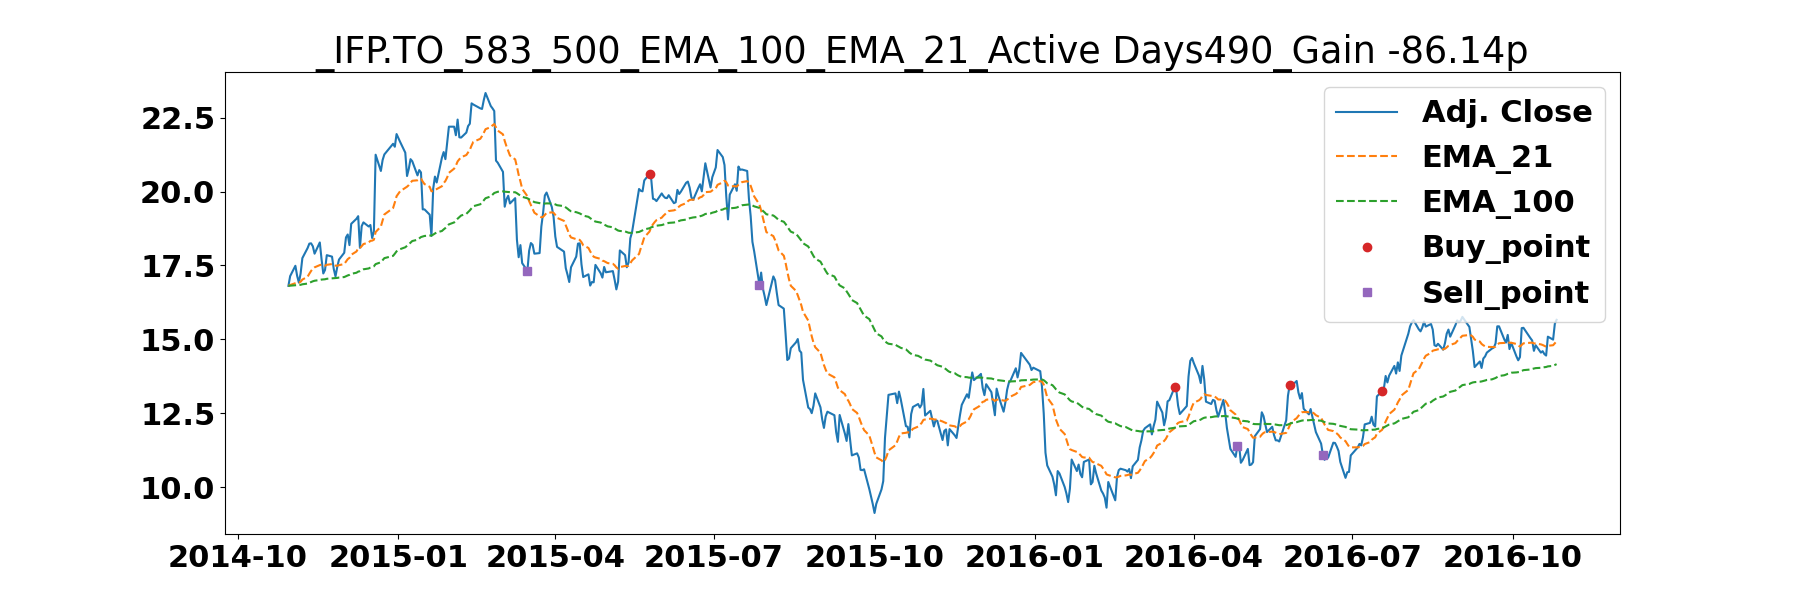 _IFP.TO_583_500_EMA_100_EMA_21_Active Days490_Gain -86.14p
22.5
20.0
17.5
15.0
12.5
10.0
Adj. Close
EMA_21
EMA_100
Buy_point
Sell_point
2014-10 2015-01 2015-04 2015-07 2015-10 2016-01 2016-04 2016-07 2016-10